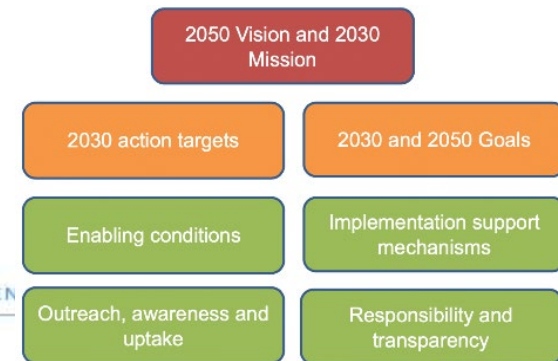 2050 Vision and 2030
Mission
2030 action targets
2030 and 2050 Goals
Enabling conditions
Implementation support
mechanisms
Outreach, awareness and
uptake
Responsibility and
transparency